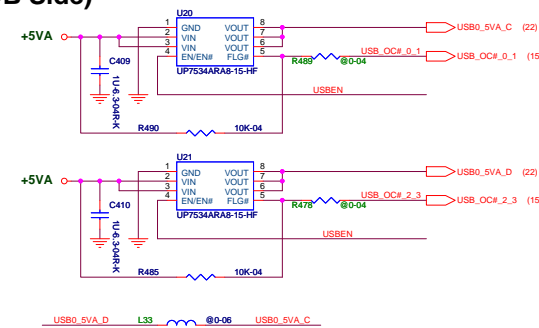 B Side)
U20
+5VA
1 GND VOUT 8
2 VIN VOUT 7
3 VIN VOUT 6
4 EN/EN# FLG# 5
UP7534ARA8-15-HF
C409
1U-6.3-04R-K
USB0_5VA_C (22)
USB_OC#_0_1 (15
R489 @0-04
USBEN
R490 10K-04
U21
+5VA
1 GND VOUT 8
2 VIN VOUT 7
3 VIN VOUT 6
4 EN/EN# FLG# 5
UP7534ARA8-15-HF
C410
1U-6.3-04R-K
USB0_5VA_D (22)
USB_OC#_2_3 USB_OC#_2_3 (15
R478 @0-04
USBEN
R485 10K-04
USB0_5VA_D L33 @0-06 USB0_5VA_C